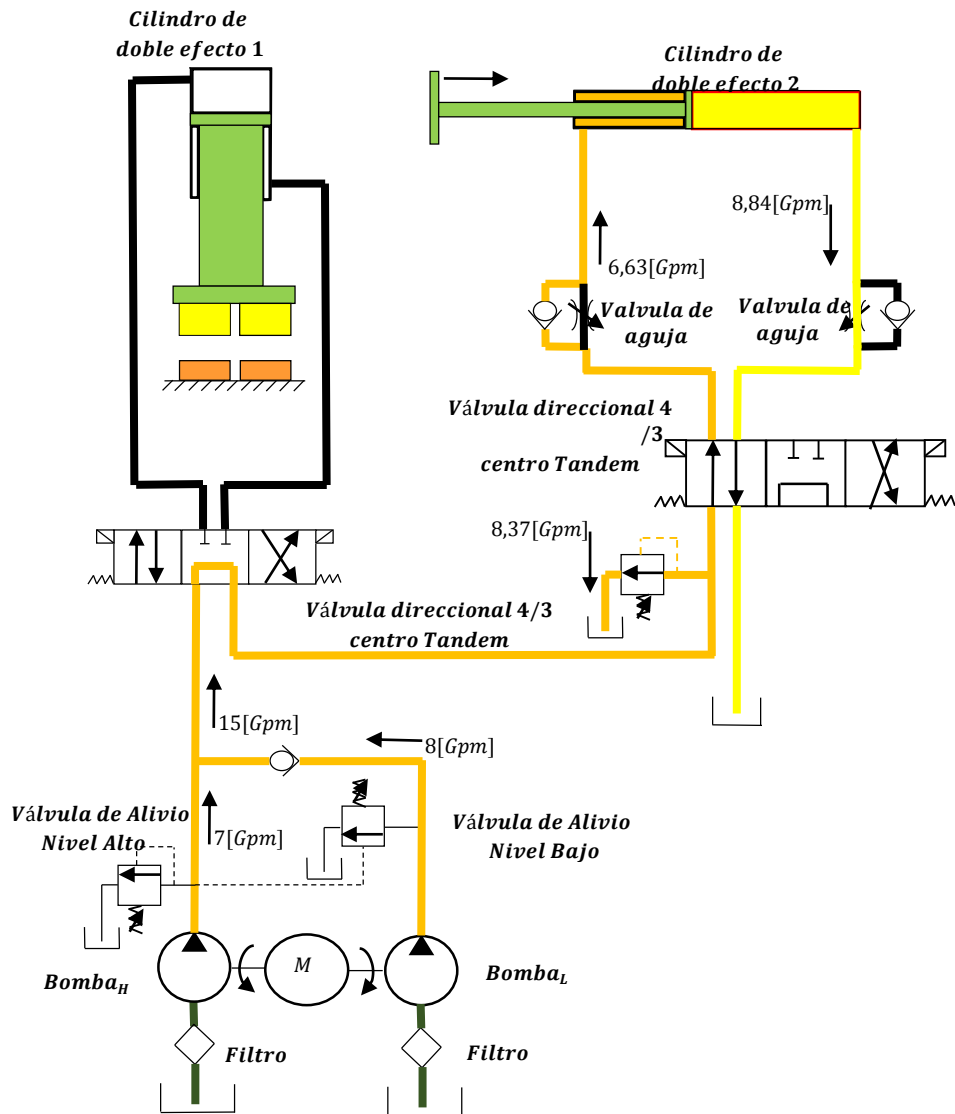 Cilindro de
doble efecto 1
Cilindro de
doble efecto 2
8,84[Gpm]
6,63[Gpm]
Valvula de
aguja
Valvula de
aguja
Válvula direccional 4
/3
centro Tandem
8,37[Gpm]
Válvula direccional 4/3
centro Tandem
15[Gpm]
8[Gpm]
Válvula de Alivio
Nivel Alto
7[Gpm]
Válvula de Alivio
Nivel Bajo
M
Bomba_H
Bomba_L
Filtro
Filtro